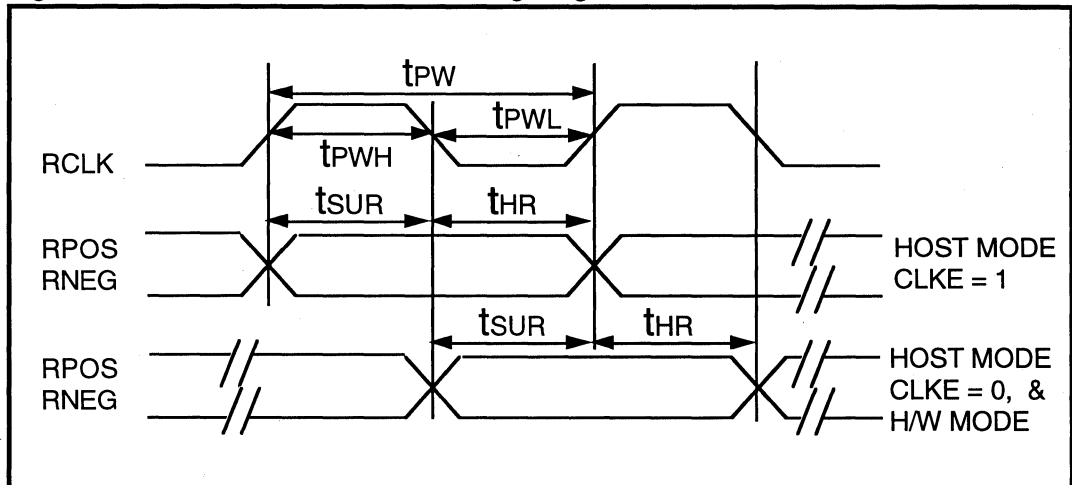 tPW
tPWL
tPWH
RCLK
tSUR
tHR
RPOS
RNEG
HOST MODE
CLKE = 1
tSUR
tHR
RPOS
RNEG
HOST MODE
CLKE = 0, &
H/W MODE